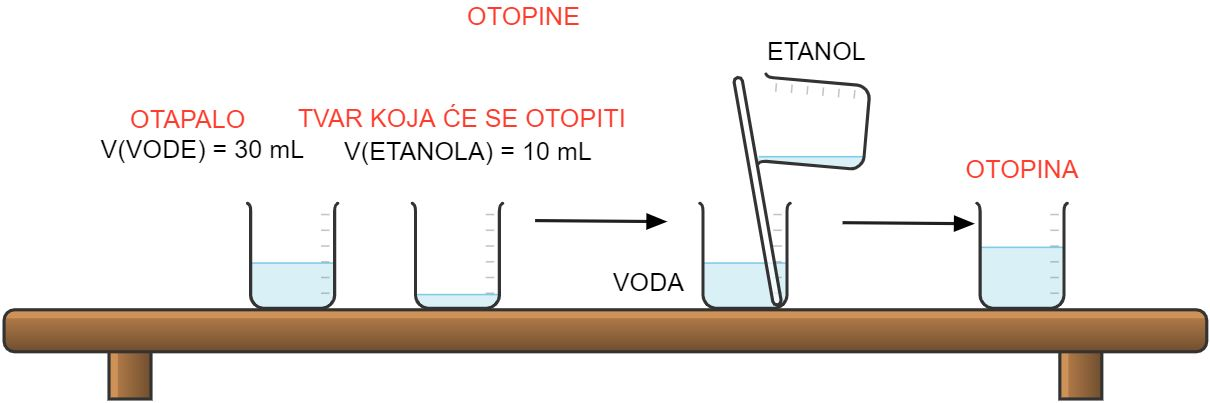 OTOPINE
ETANOL
OTAPALO
V(VODE) = 30 mL
TVAR KOJA ĆE SE OTOPITI
V(ETANOLA) = 10 mL
OTOPINA
VODA